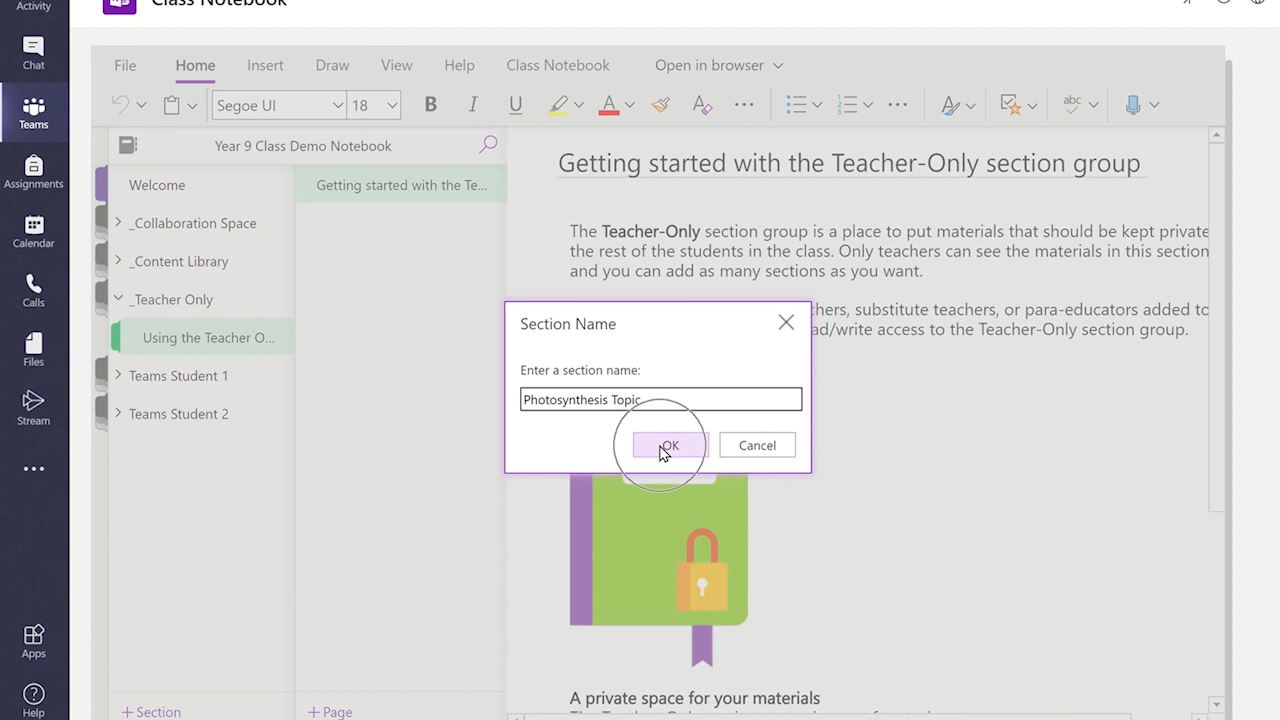 Activity
Class Notebook
Chat
Teams
Assignments
Calendar
Calls
Files
Stream
Apps
Help
File Home Insert Draw View Help Class Notebook Open in browser
Segoe UI 18 B I U A A abc
Year 9 Class Demo Notebook
Welcome
_Collaboration Space
_Content Library
_Teacher Only
Using the Teacher O...
Teams Student 1
Teams Student 2
+ Section
Getting started with the Te...
+ Page
Getting started with the Teacher-Only section group
The Teacher-Only section group is a place to put materials that should be kept private
the rest of the students in the class. Only teachers can see the materials in this section
and you can add as many sections as you want.
substitute teachers, or para-educators added to
access to the Teacher-Only section group.
Section Name
Enter a section name:
Photosynthesis Topic
OK Cancel
A private space for your materials